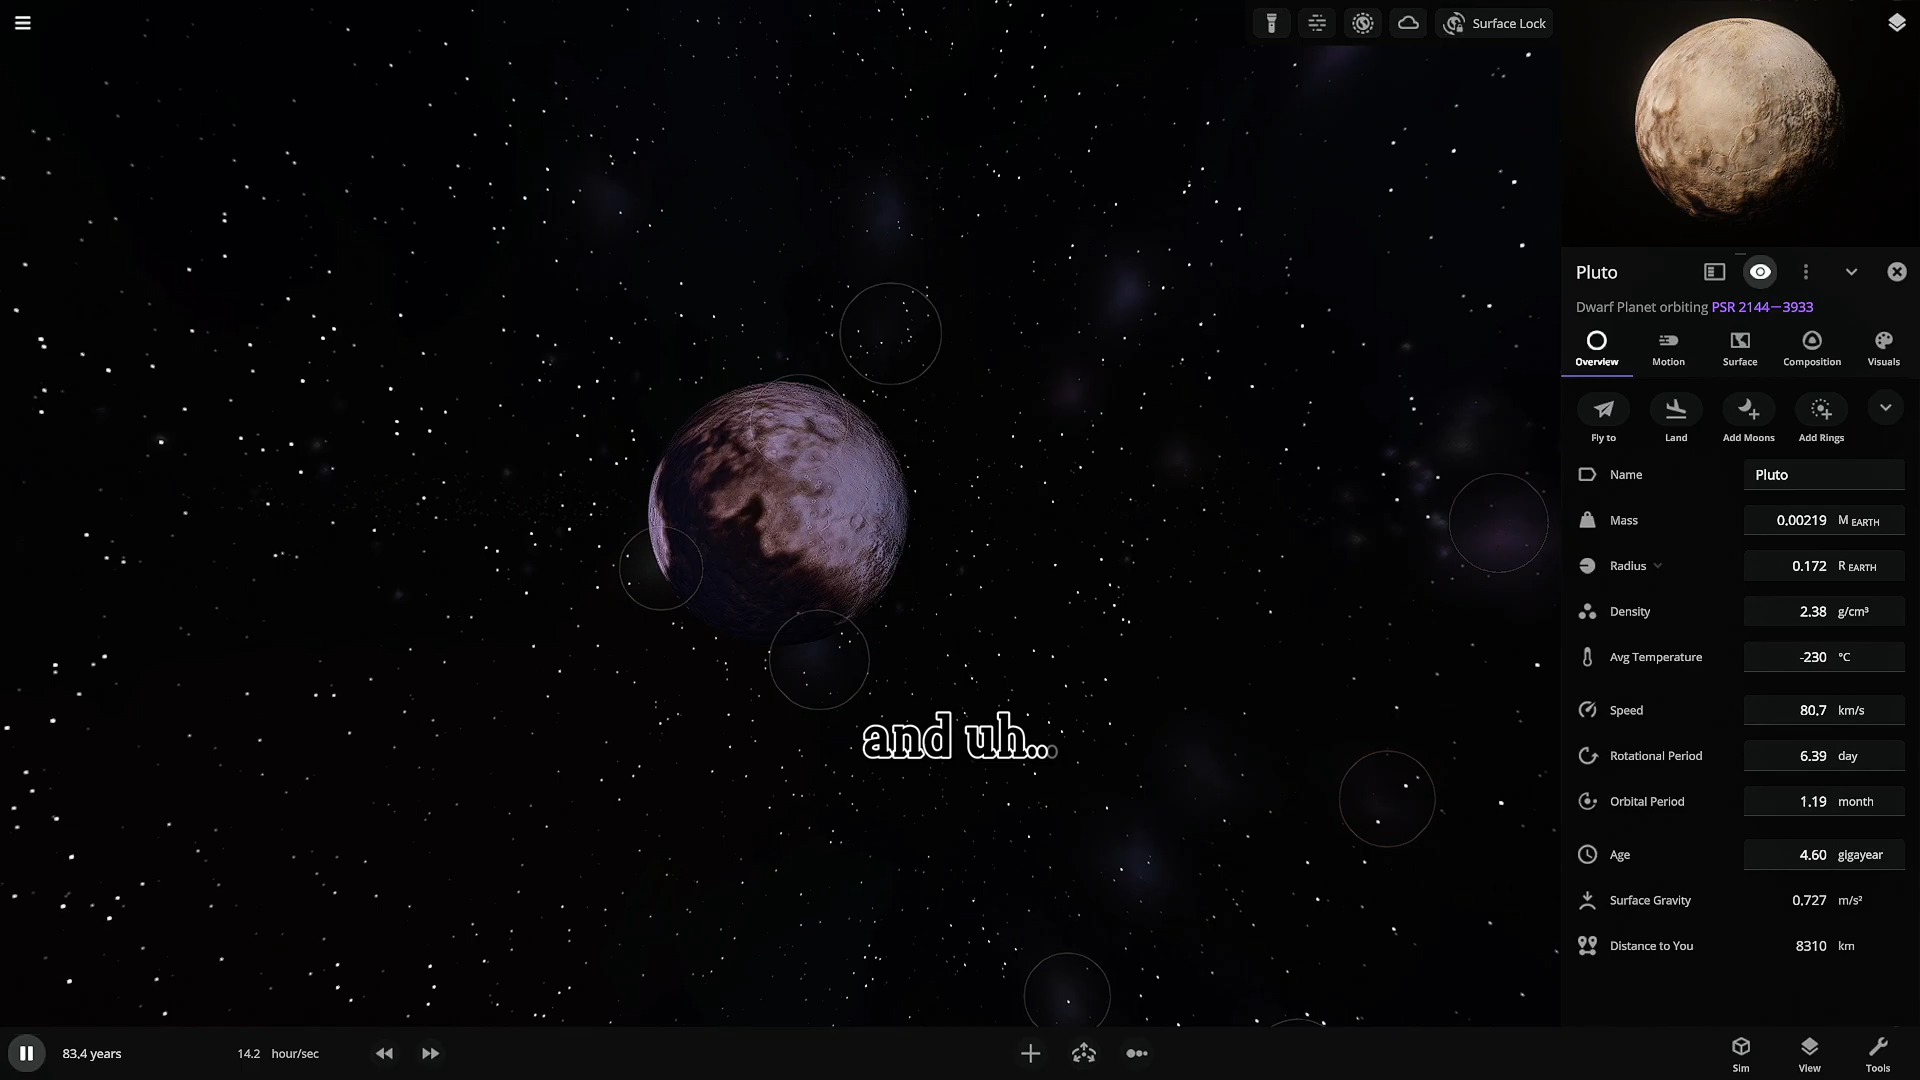 Surface Lock
Pluto
Dwarf Planet orbiting PSR 2144−3933
Overview
Motion
Surface
Composition
Visuals
Fly to
Land
Add Moons
Add Rings
Name Pluto
Mass 0.00219 M EARTH
Radius 0.172 R EARTH
Density 2.38 g/cm³
Avg Temperature -230 °C
Speed 80.7 km/s
Rotational Period 6.39 day
Orbital Period 1.19 month
Age 4.60 gigayear
Surface Gravity 0.727 m/s²
Distance to You 8310 km
and uh...
83.4 years
14.2 hour/sec
Sim
View
Tools